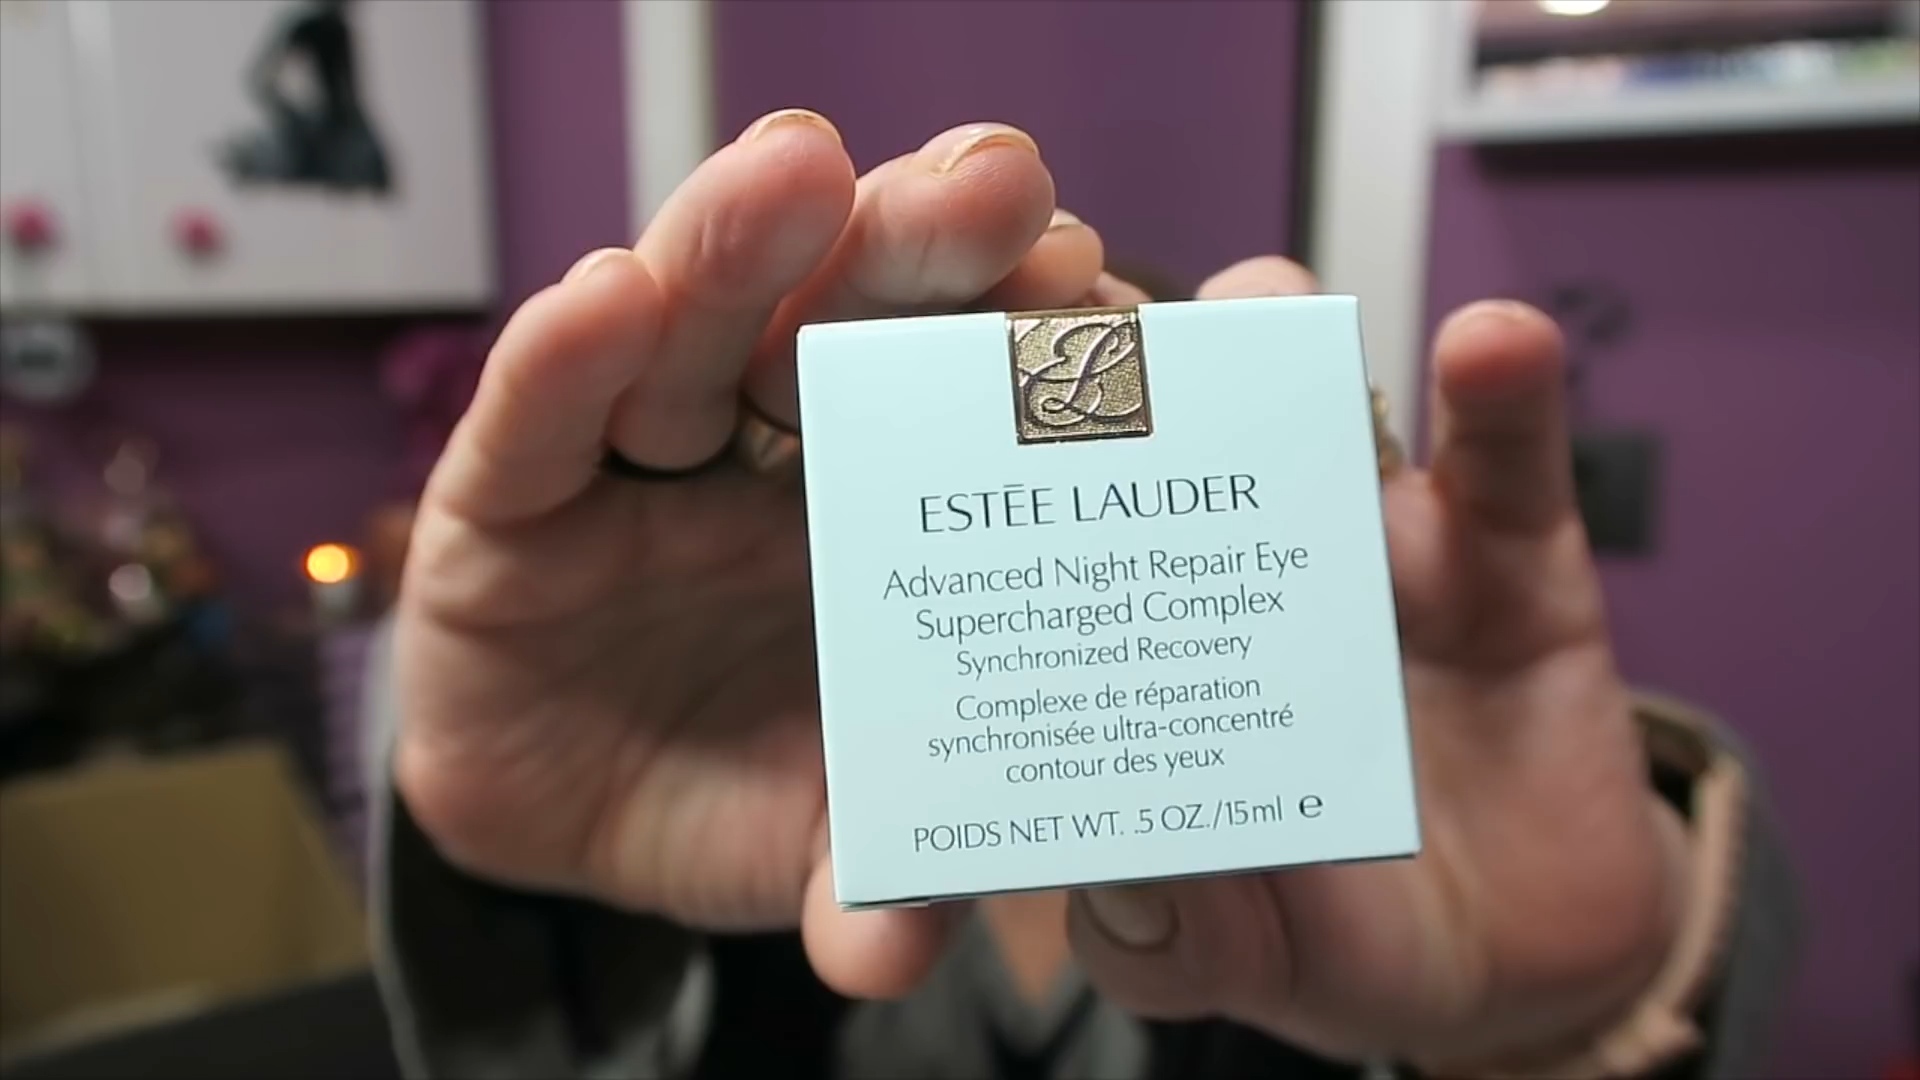 EL
ESTĒE LAUDER
Advanced Night Repair Eye
Supercharged Complex
Synchronized Recovery
Complexe de réparation
synchronisée ultra-concentré
contour des yeux
POIDS NET WT. .5 OZ./15ml ℮